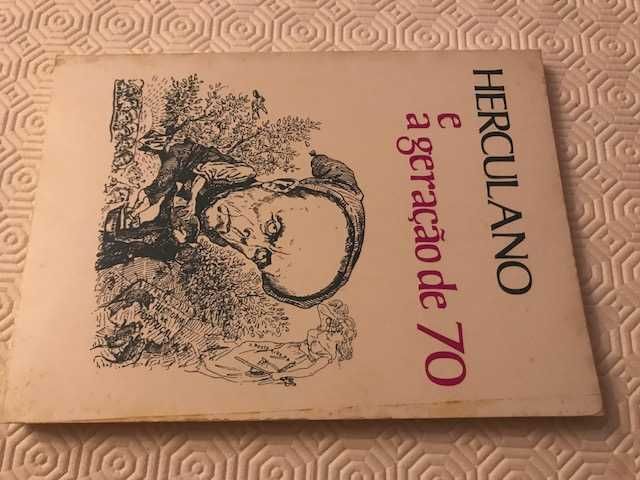 HERCULANO
e
a geração de 70